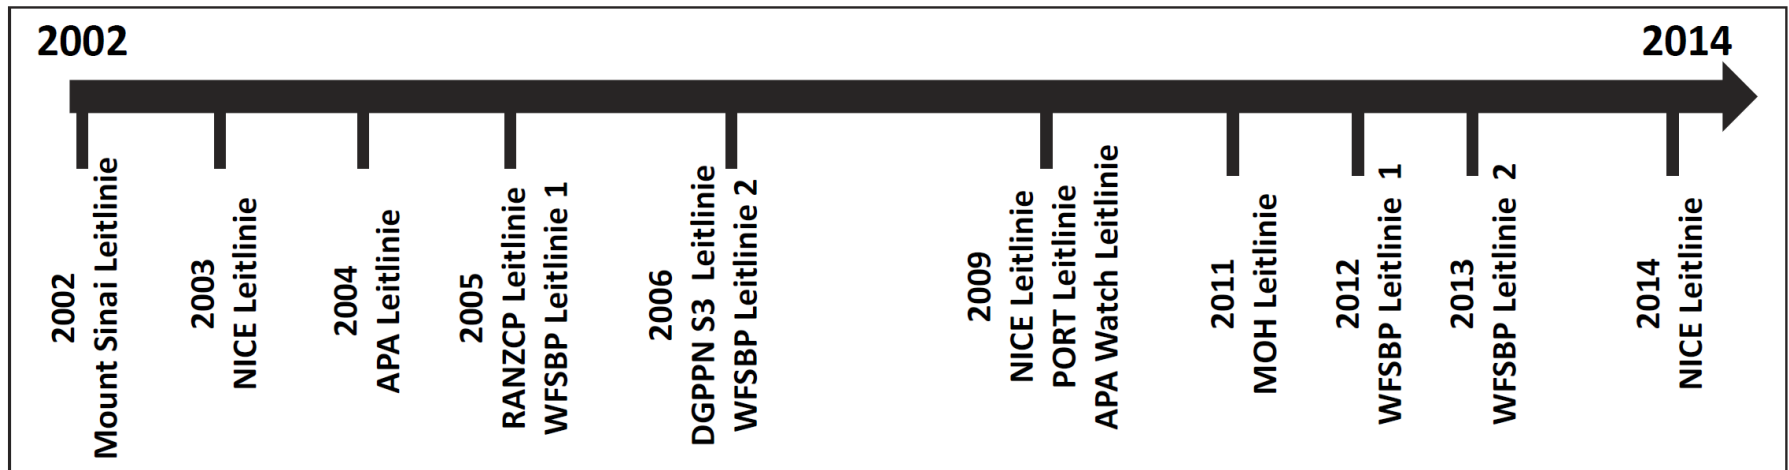 2002
2014
2002
Mount Sinai Leitlinie
2003
NICE Leitlinie
2004
APA Leitlinie
2005
RANZCP Leitlinie
WFSBP Leitlinie 1
2006
DGPPN S3 Leitlinie
WFSBP Leitlinie 2
2009
NICE Leitlinie
PORT Leitlinie
APA Watch Leitlinie
2011
MOH Leitlinie
2012
WFSBP Leitlinie 1
2013
WFSBP Leitlinie 2
2014
NICE Leitlinie